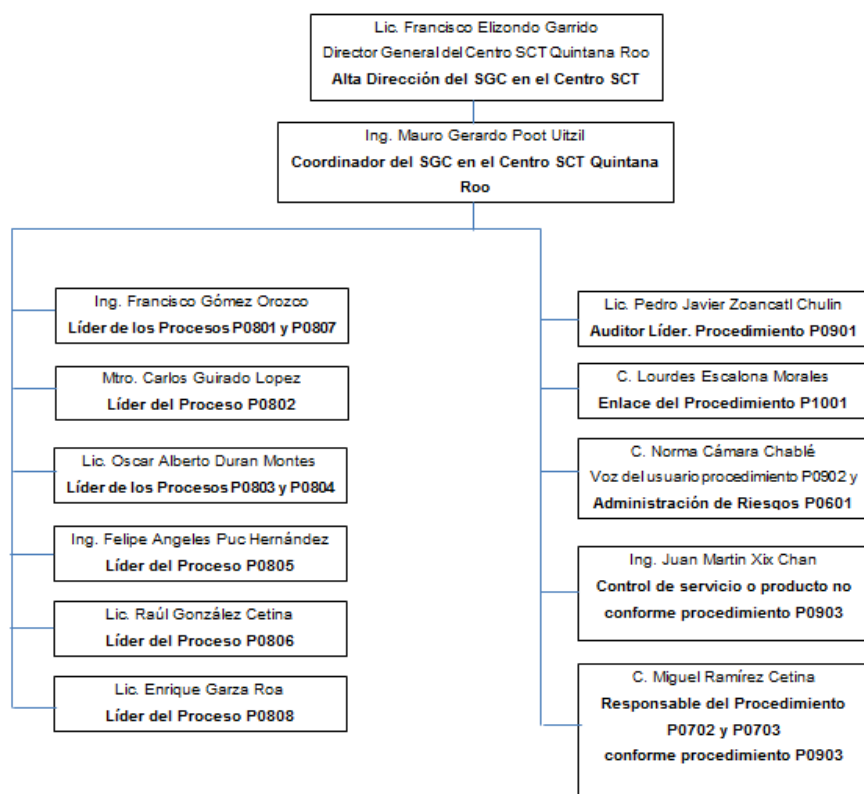 Lic. Francisco Elizondo Garrido
Director General del Centro SCT Quintana Roo
Alta Dirección del SGC en el Centro SCT
Ing. Mauro Gerardo Poot Uitzil
Coordinador del SGC en el Centro SCT Quintana
Roo
Ing. Francisco Gómez Orozco
Líder de los Procesos P0801 y P0807
Mtro. Carlos Guirado Lopez
Líder del Proceso P0802
Lic. Oscar Alberto Duran Montes
Líder de los Procesos P0803 y P0804
Ing. Felipe Angeles Puc Hernández
Líder del Proceso P0805
Lic. Raúl González Cetina
Líder del Proceso P0806
Lic. Enrique Garza Roa
Líder del Proceso P0808
Lic. Pedro Javier Zoancatl Chulin
Auditor Líder. Procedimiento P0901
C. Lourdes Escalona Morales
Enlace del Procedimiento P1001
C. Norma Cámara Chablé
Voz del usuario procedimiento P0902 y
Administración de Riesgos P0601
Ing. Juan Martin Xix Chan
Control de servicio o producto no
conforme procedimiento P0903
C. Miguel Ramírez Cetina
Responsable del Procedimiento
P0702 y P0703
conforme procedimiento P0903